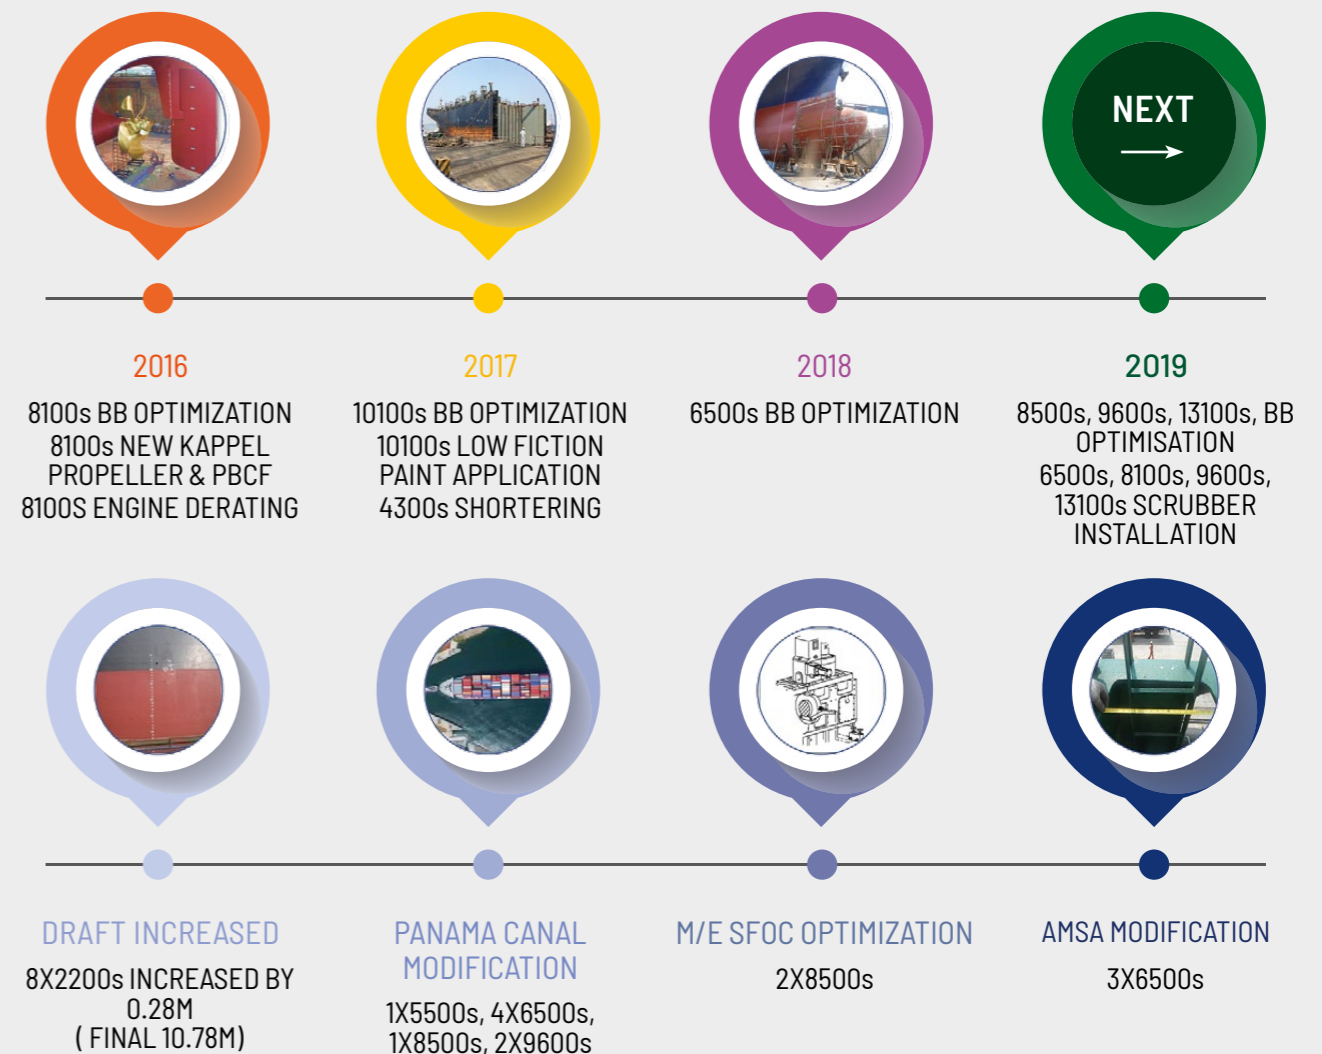 NEXT
2016
8100s BB OPTIMIZATION
8100s NEW KAPPEL
PROPELLER & PBCF
8100S ENGINE DERATING
2017
10100s BB OPTIMIZATION
10100s LOW FICTION
PAINT APPLICATION
4300s SHORTERING
2018
6500s BB OPTIMIZATION
2019
8500s, 9600s, 13100s, BB
OPTIMISATION
6500s, 8100s, 9600s,
13100s SCRUBBER
INSTALLATION
DRAFT INCREASED
8X2200s INCREASED BY
0.28M
( FINAL 10.78M)
PANAMA CANAL
MODIFICATION
1X5500s, 4X6500s,
1X8500s, 2X9600s
M/E SFOC OPTIMIZATION
2X8500s
AMSA MODIFICATION
3X6500s